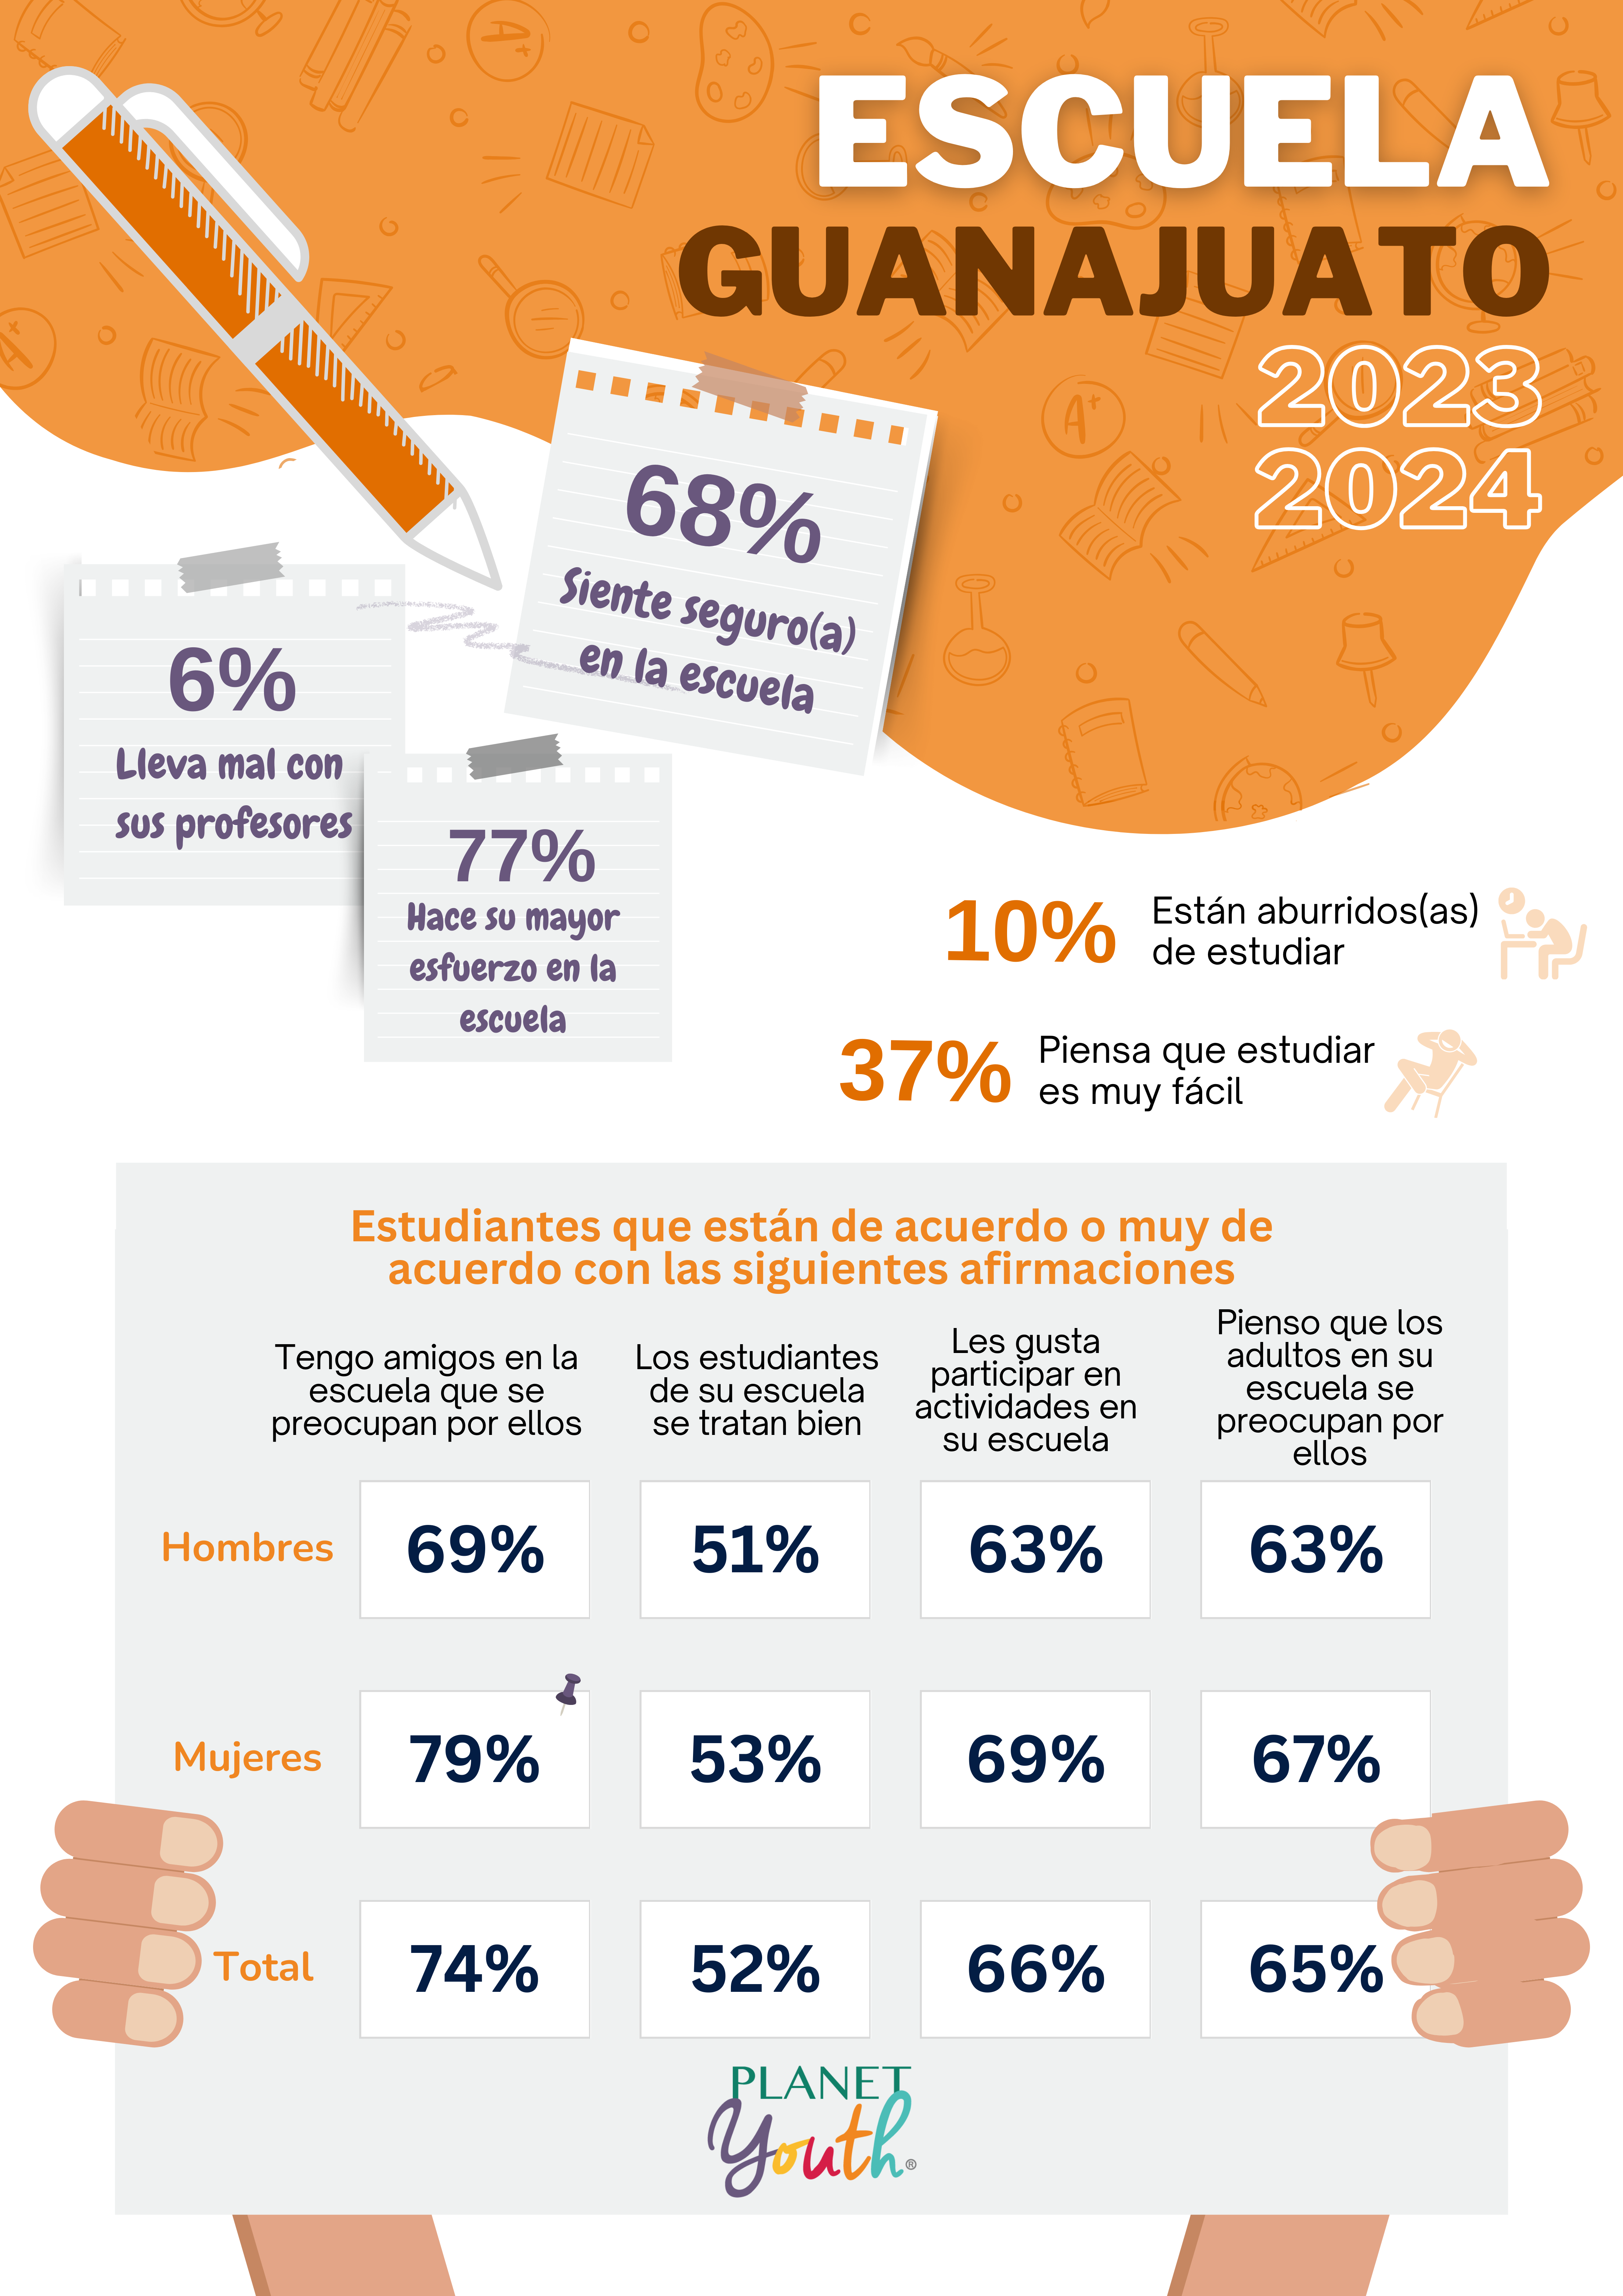 ESCUELA
GUANAJUATO
2023
2024
68%
Siente seguro(a)
en la escuela
6%
Lleva mal con
sus profesores
77%
Hace su mayor
esfuerzo en la
escuela
10%
Están aburridos(as)
de estudiar
37%
Piensa que estudiar
es muy fácil
Estudiantes que están de acuerdo o muy de
acuerdo con las siguientes afirmaciones
Tengo amigos en la
escuela que se
preocupan por ellos
Los estudiantes
de su escuela
se tratan bien
Les gusta
participar en
actividades en
su escuela
Pienso que los
adultos en su
escuela se
preocupan por
ellos
Hombres 69% 51% 63% 63%
Mujeres 79% 53% 69% 67%
Total 74% 52% 66% 65%
PLANET
Youth®
A+
A+
A+